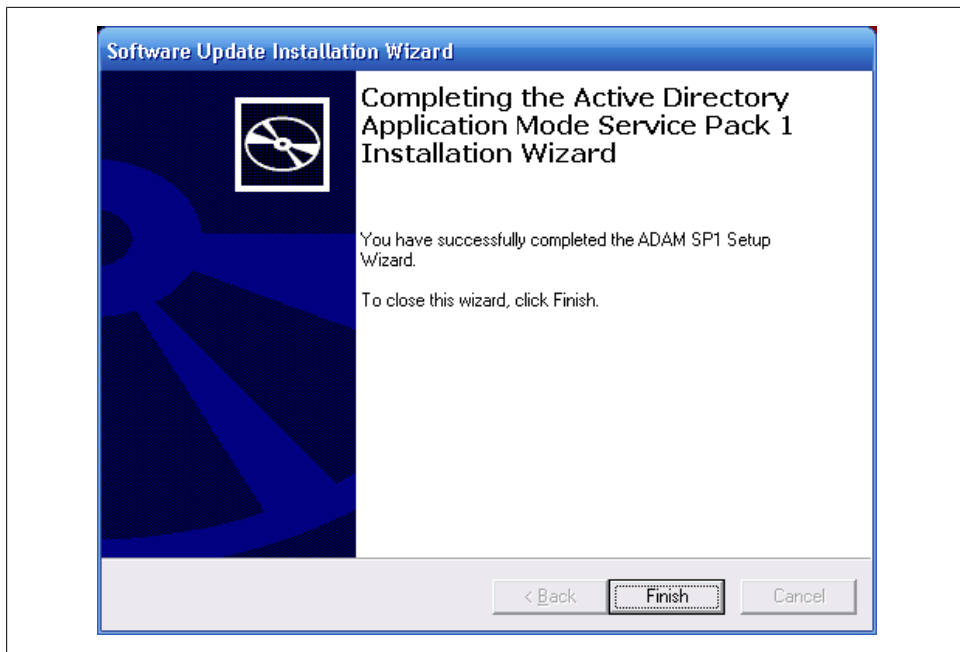 Software Update Installation Wizard
Completing the Active Directory
Application Mode Service Pack 1
Installation Wizard
You have successfully completed the ADAM SP1 Setup
Wizard.
To close this wizard, click Finish.
< Back
Finish
Cancel